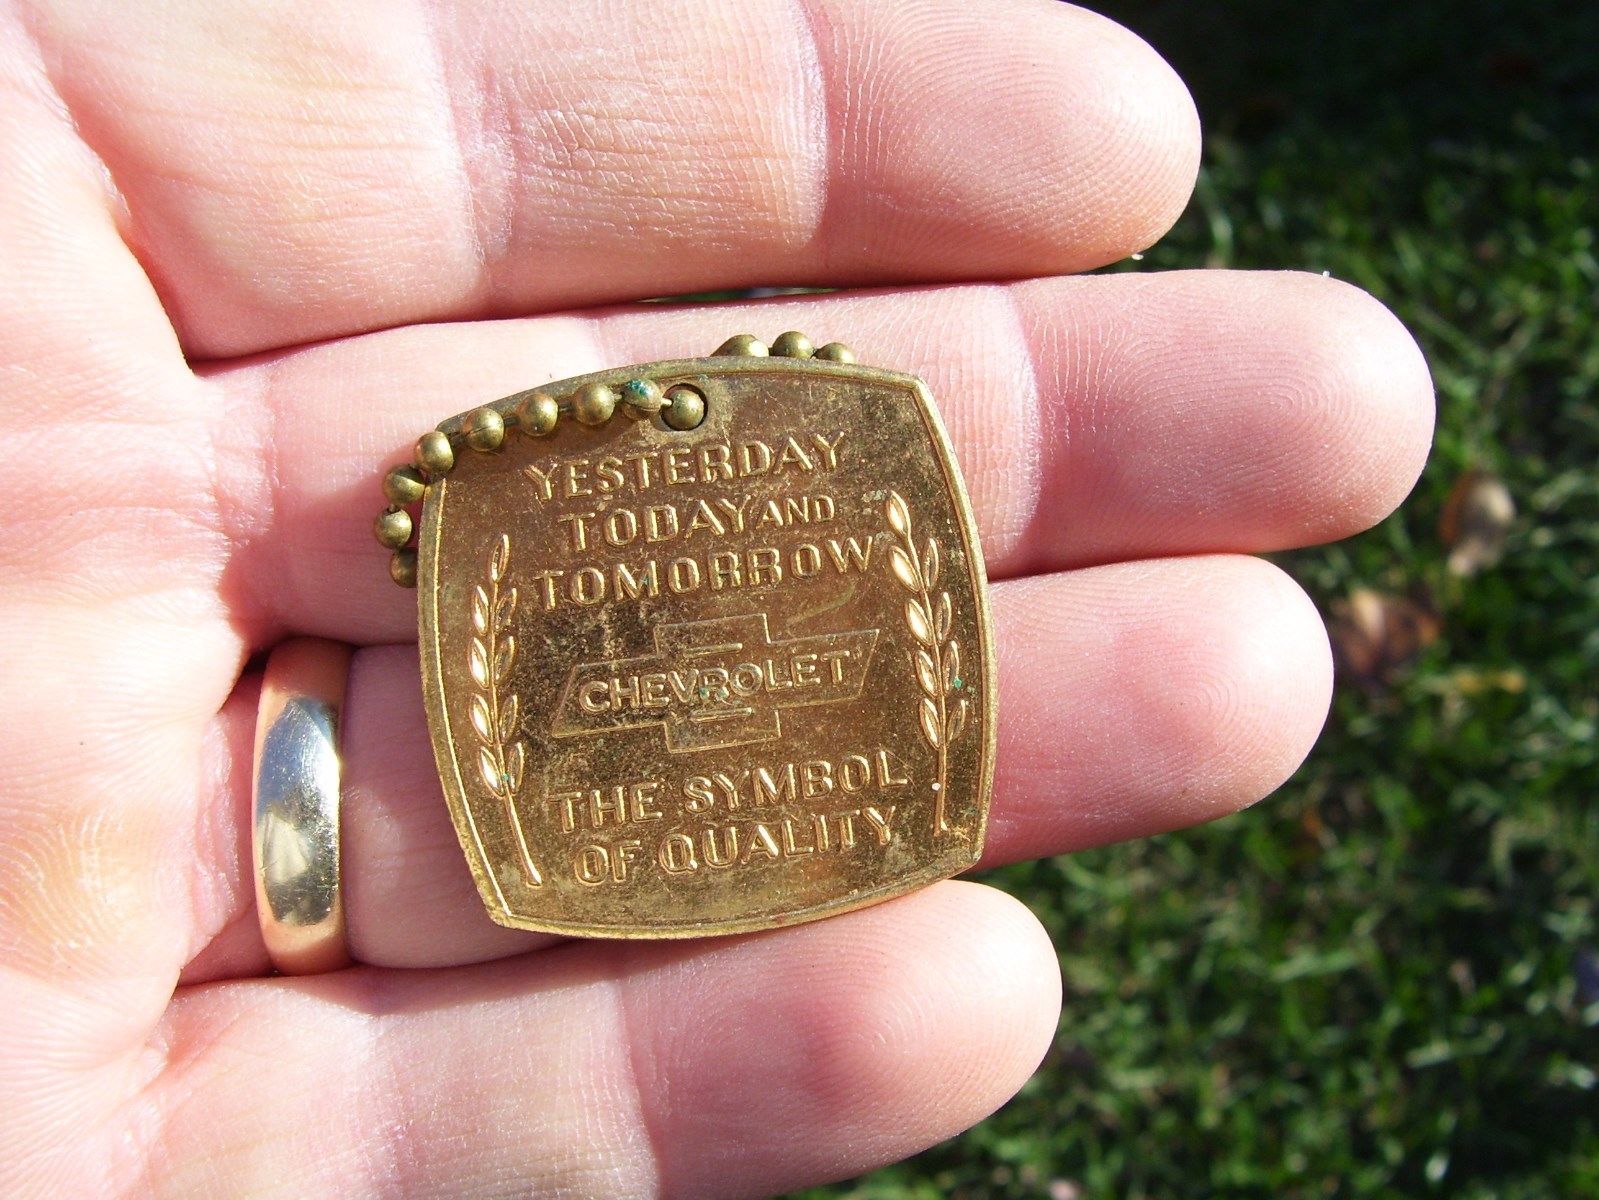 YESTERDAY
TODAY AND
TOMORROW
CHEVROLET
THE SYMBOL
OF QUALITY